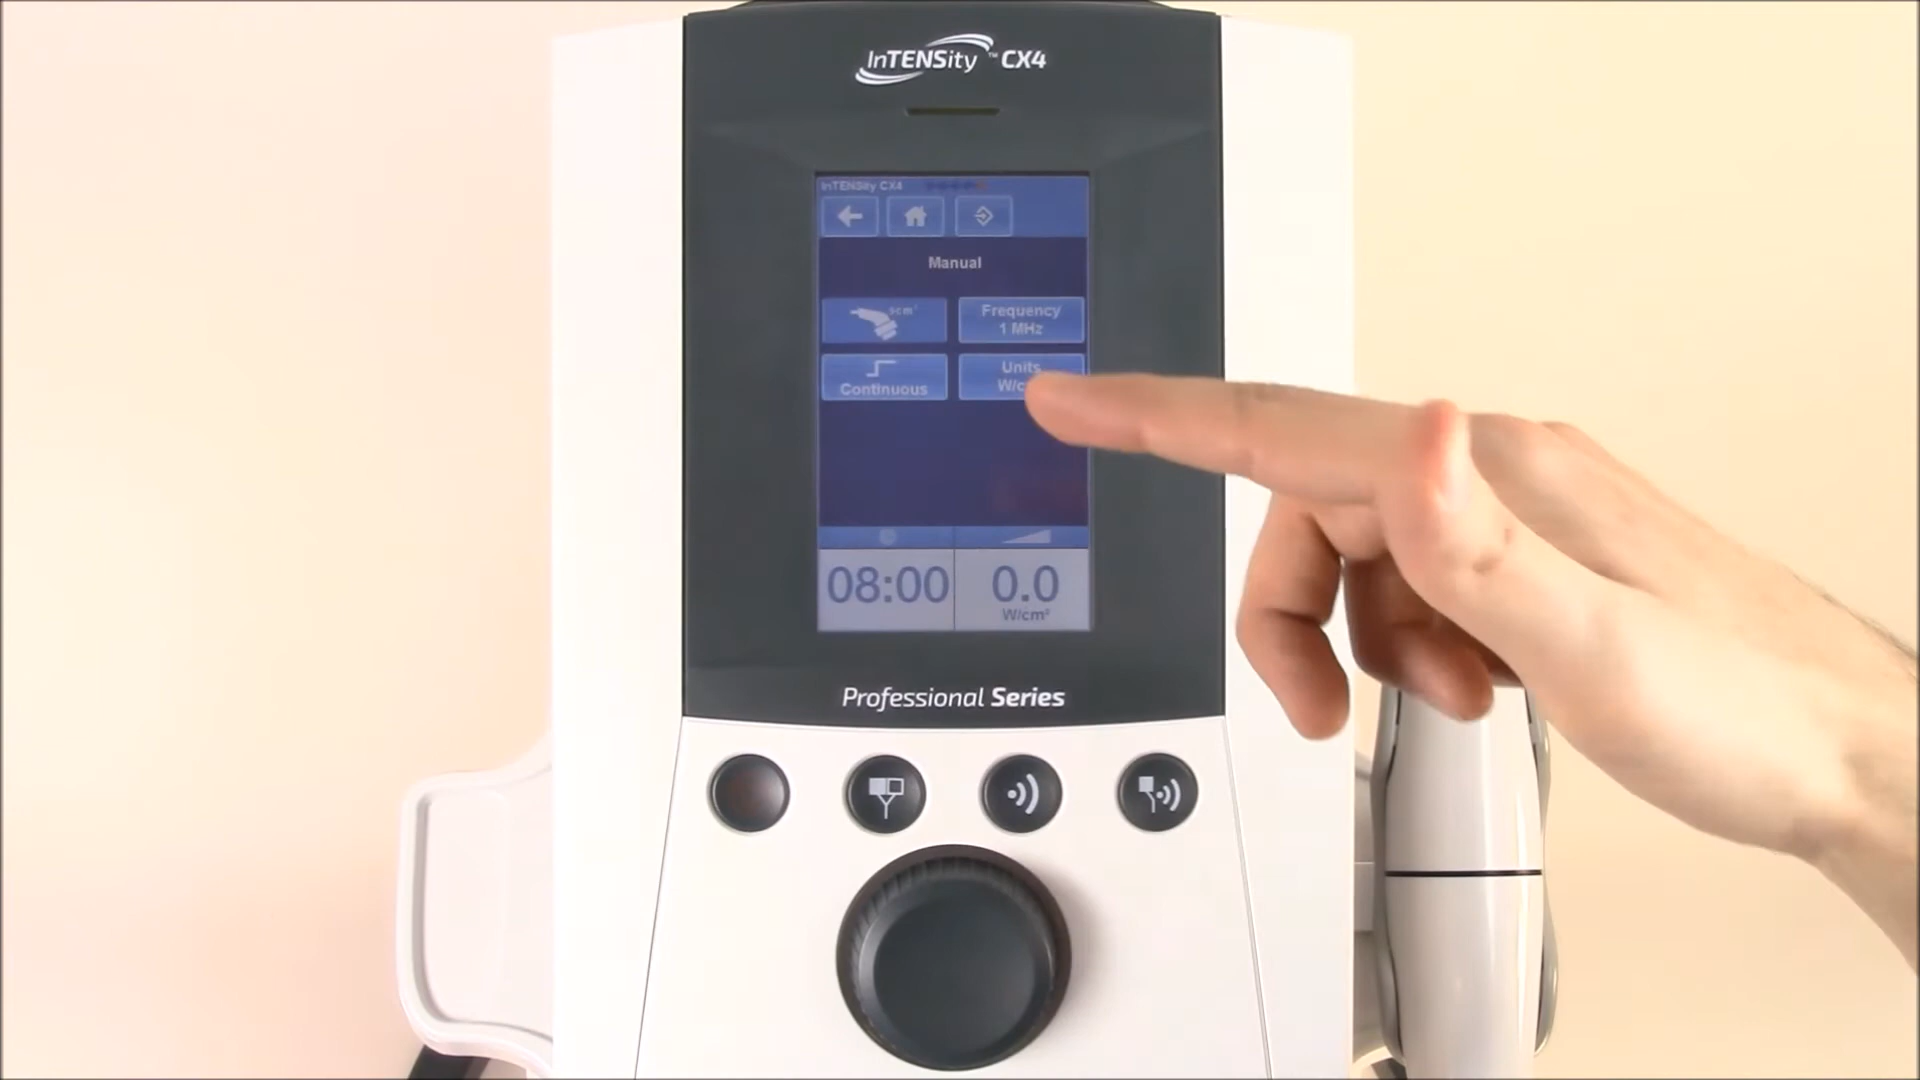 InTENSity™ CX4
InTENSity CX4
Manual
Frequency
1 MHz
Continuous
Units
08:00
0.0
W/cm²
Professional Series